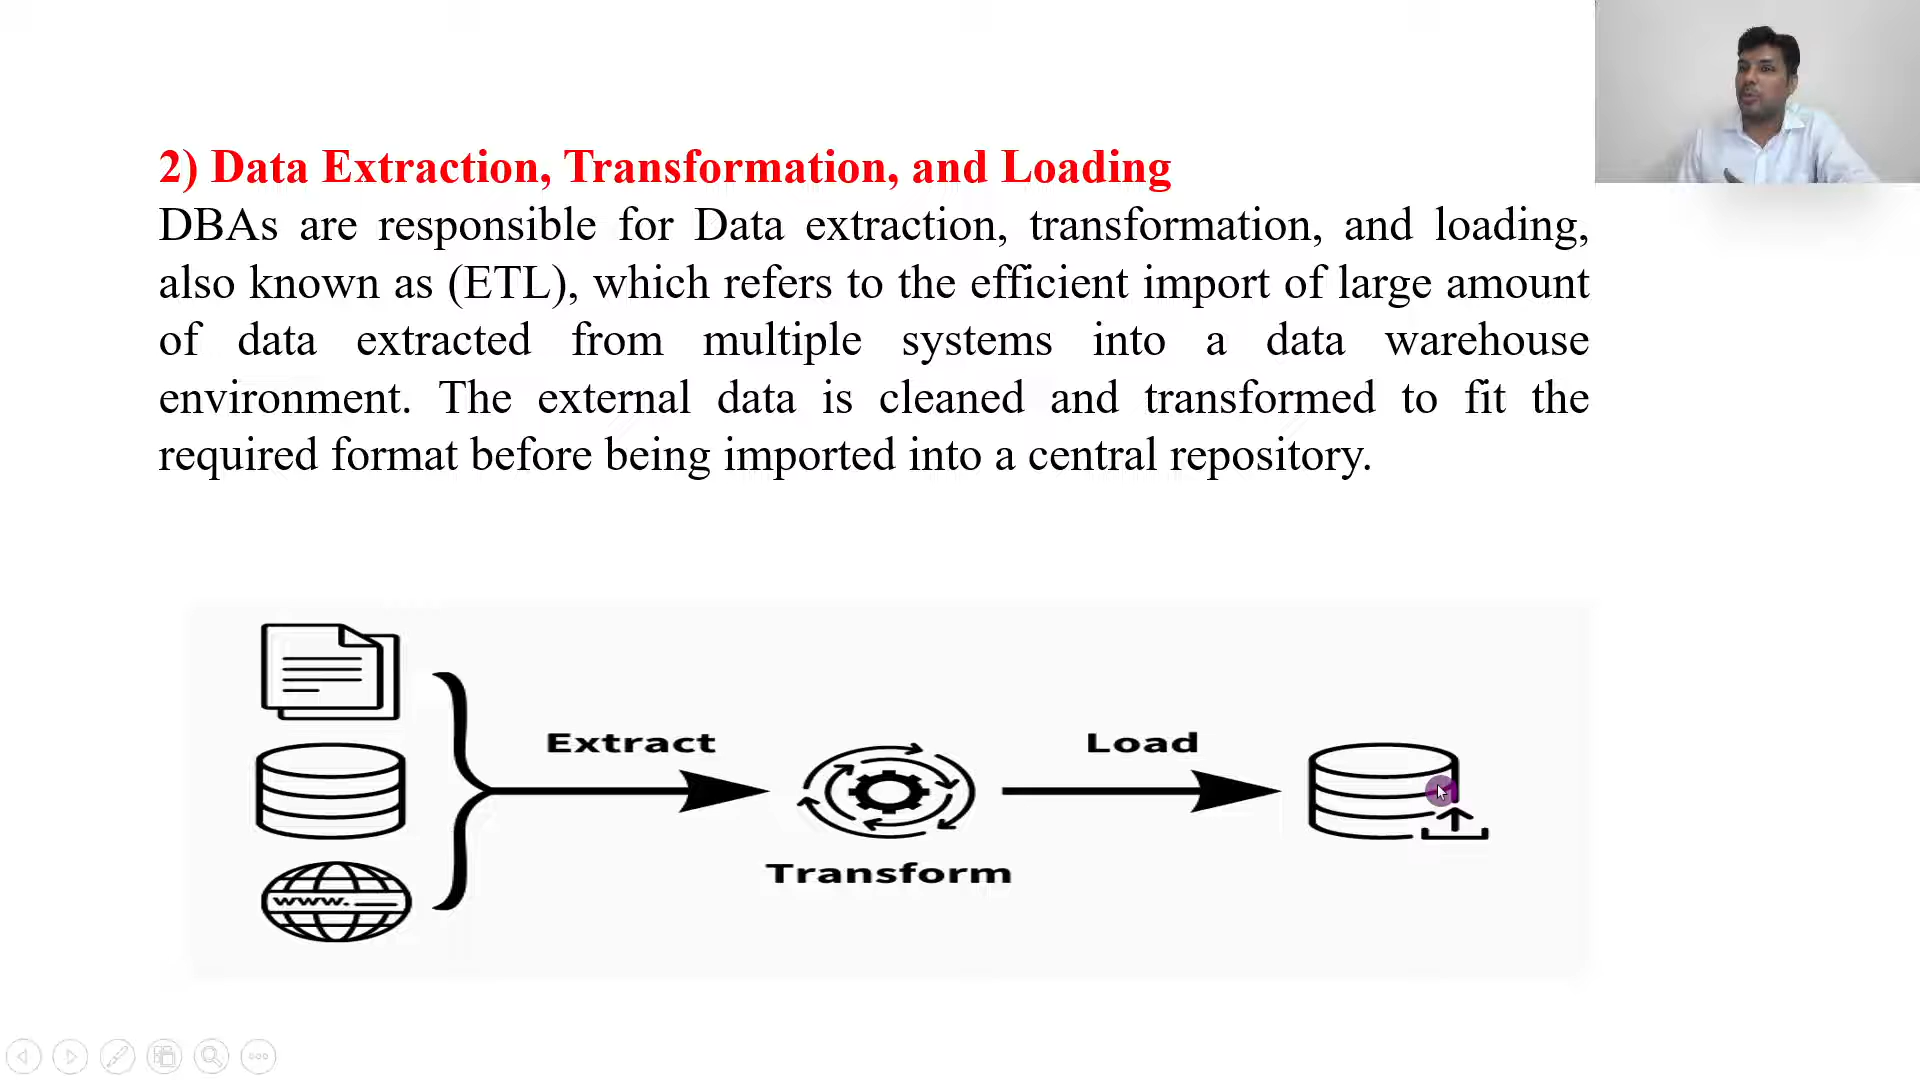 2) Data Extraction, Transformation, and Loading
DBAs are responsible for Data extraction, transformation, and loading,
also known as (ETL), which refers to the efficient import of large amount
of data extracted from multiple systems into a data warehouse
environment. The external data is cleaned and transformed to fit the
required format before being imported into a central repository.
Extract
Load
Transform
www.